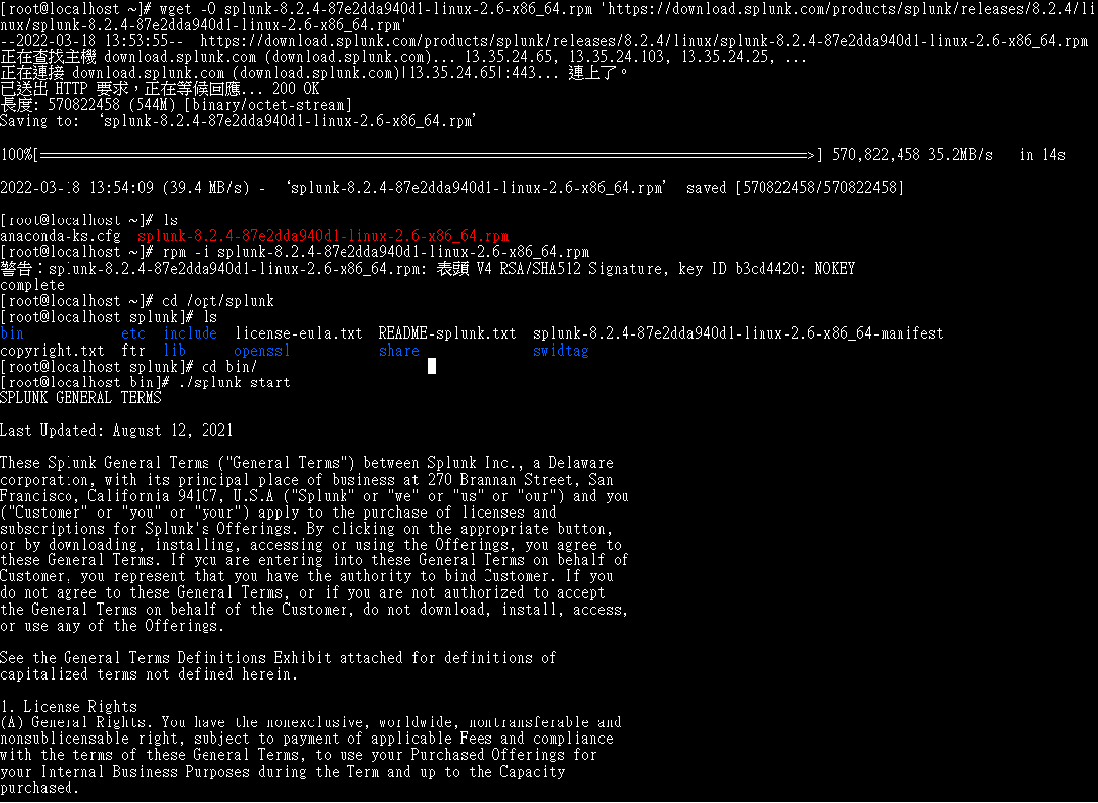 [root@localhost ~]# wget -O splunk-8.2.4-87e2dda940d1-linux-2.6-x86_64.rpm 'https://download.splunk.com/products/splunk/releases/8.2.4/li
nux/splunk-8.2.4-87e2dda940d1-linux-2.6-x86_64.rpm'
--2022-03-18 13:53:55--  https://download.splunk.com/products/splunk/releases/8.2.4/linux/splunk-8.2.4-87e2dda940d1-linux-2.6-x86_64.rpm
正在查找主機 download.splunk.com (download.splunk.com)... 13.35.24.65, 13.35.24.103, 13.35.24.25, ...
正在連接 download.splunk.com (download.splunk.com)|13.35.24.65|:443... 連上了。
已送出 HTTP 要求，正在等候回應... 200 OK
長度: 570822458 (544M) [binary/octet-stream]
Saving to: ‘splunk-8.2.4-87e2dda940d1-linux-2.6-x86_64.rpm’
100%[==================================================>] 570,822,458 35.2MB/s   in 14s
2022-03-18 13:54:09 (39.4 MB/s) - ‘splunk-8.2.4-87e2dda940d1-linux-2.6-x86_64.rpm’ saved [570822458/570822458]
[root@localhost ~]# ls
anaconda-ks.cfg  splunk-8.2.4-87e2dda940d1-linux-2.6-x86_64.rpm
[root@localhost ~]# rpm -i splunk-8.2.4-87e2dda940d1-linux-2.6-x86_64.rpm
警告：splunk-8.2.4-87e2dda940d1-linux-2.6-x86_64.rpm: 表頭 V4 RSA/SHA512 Signature, key ID b3cd4420: NOKEY
complete
[root@localhost ~]# cd /opt/splunk
[root@localhost splunk]# ls
bin            etc  include  license-eula.txt  README-splunk.txt  splunk-8.2.4-87e2dda940d1-linux-2.6-x86_64-manifest
copyright.txt  ftr  lib      openssl           share              swidtag
[root@localhost splunk]# cd bin/
[root@localhost bin]# ./splunk start
SPLUNK GENERAL TERMS
Last Updated: August 12, 2021
These Splunk General Terms ("General Terms") between Splunk Inc., a Delaware
corporation, with its principal place of business at 270 Brannan Street, San
Francisco, California 94107, U.S.A ("Splunk" or "we" or "us" or "our") and you
("Customer" or "you" or "your") apply to the purchase of licenses and
subscriptions for Splunk's Offerings. By clicking on the appropriate button,
or by downloading, installing, accessing or using the Offerings, you agree to
these General Terms. If you are entering into these General Terms on behalf of
Customer, you represent that you have the authority to bind Customer. If you
do not agree to these General Terms, or if you are not authorized to accept
the General Terms on behalf of the Customer, do not download, install, access,
or use any of the Offerings.
See the General Terms Definitions Exhibit attached for definitions of
capitalized terms not defined herein.
1. License Rights
(A) General Rights. You have the nonexclusive, worldwide, nontransferable and
nonsublicensable right, subject to payment of applicable Fees and compliance
with the terms of these General Terms, to use your Purchased Offerings for
your Internal Business Purposes during the Term and up to the Capacity
purchased.